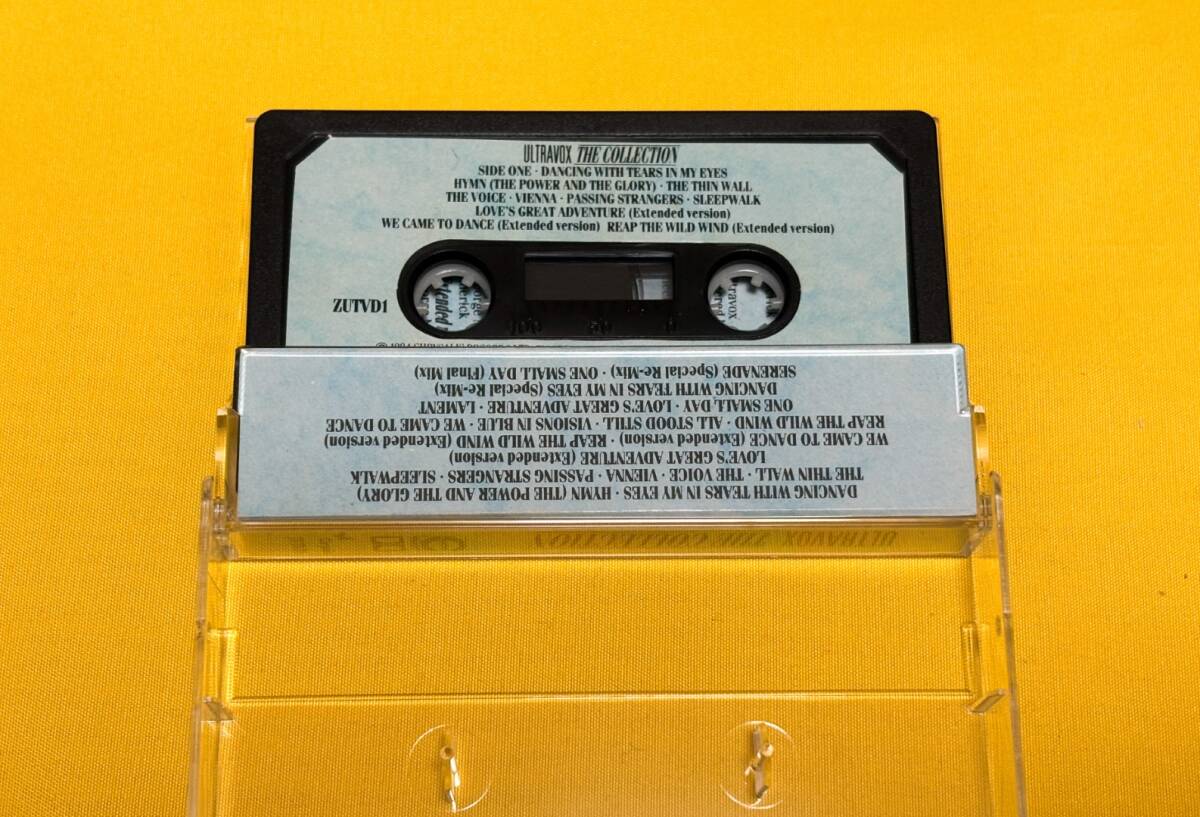 ULTRAVOX THE COLLECTION
SIDE ONE · DANCING WITH TEARS IN MY EYES
HYMN (THE POWER AND THE GLORY) · THE THIN WALL
THE VOICE · VIENNA · PASSING STRANGERS · SLEEPWALK
LOVE'S GREAT ADVENTURE (Extended version)
WE CAME TO DANCE (Extended version) REAP THE WILD WIND (Extended version)
ZUTVD1
100 50 0
DANCING WITH TEARS IN MY EYES · HYMN (THE POWER AND THE GLORY)
THE THIN WALL · THE VOICE · VIENNA · PASSING STRANGERS · SLEEPWALK
LOVE'S GREAT ADVENTURE (Extended version)
WE CAME TO DANCE (Extended version) · REAP THE WILD WIND (Extended version)
REAP THE WILD WIND · ALL STOOD STILL · VISIONS IN BLUE · WE CAME TO DANCE
ONE SMALL DAY · LOVE'S GREAT ADVENTURE · LAMENT
DANCING WITH TEARS IN MY EYES (Special Re-Mix)
SERENADE (Special Re-Mix) · ONE SMALL DAY (Final Mix)
ULTRAVOX THE COLLECTION